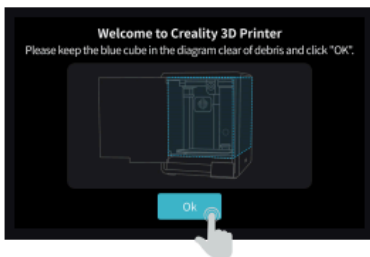 Welcome to Creality 3D Printer
Please keep the blue cube in the diagram clear of debris and click "OK".
Ok